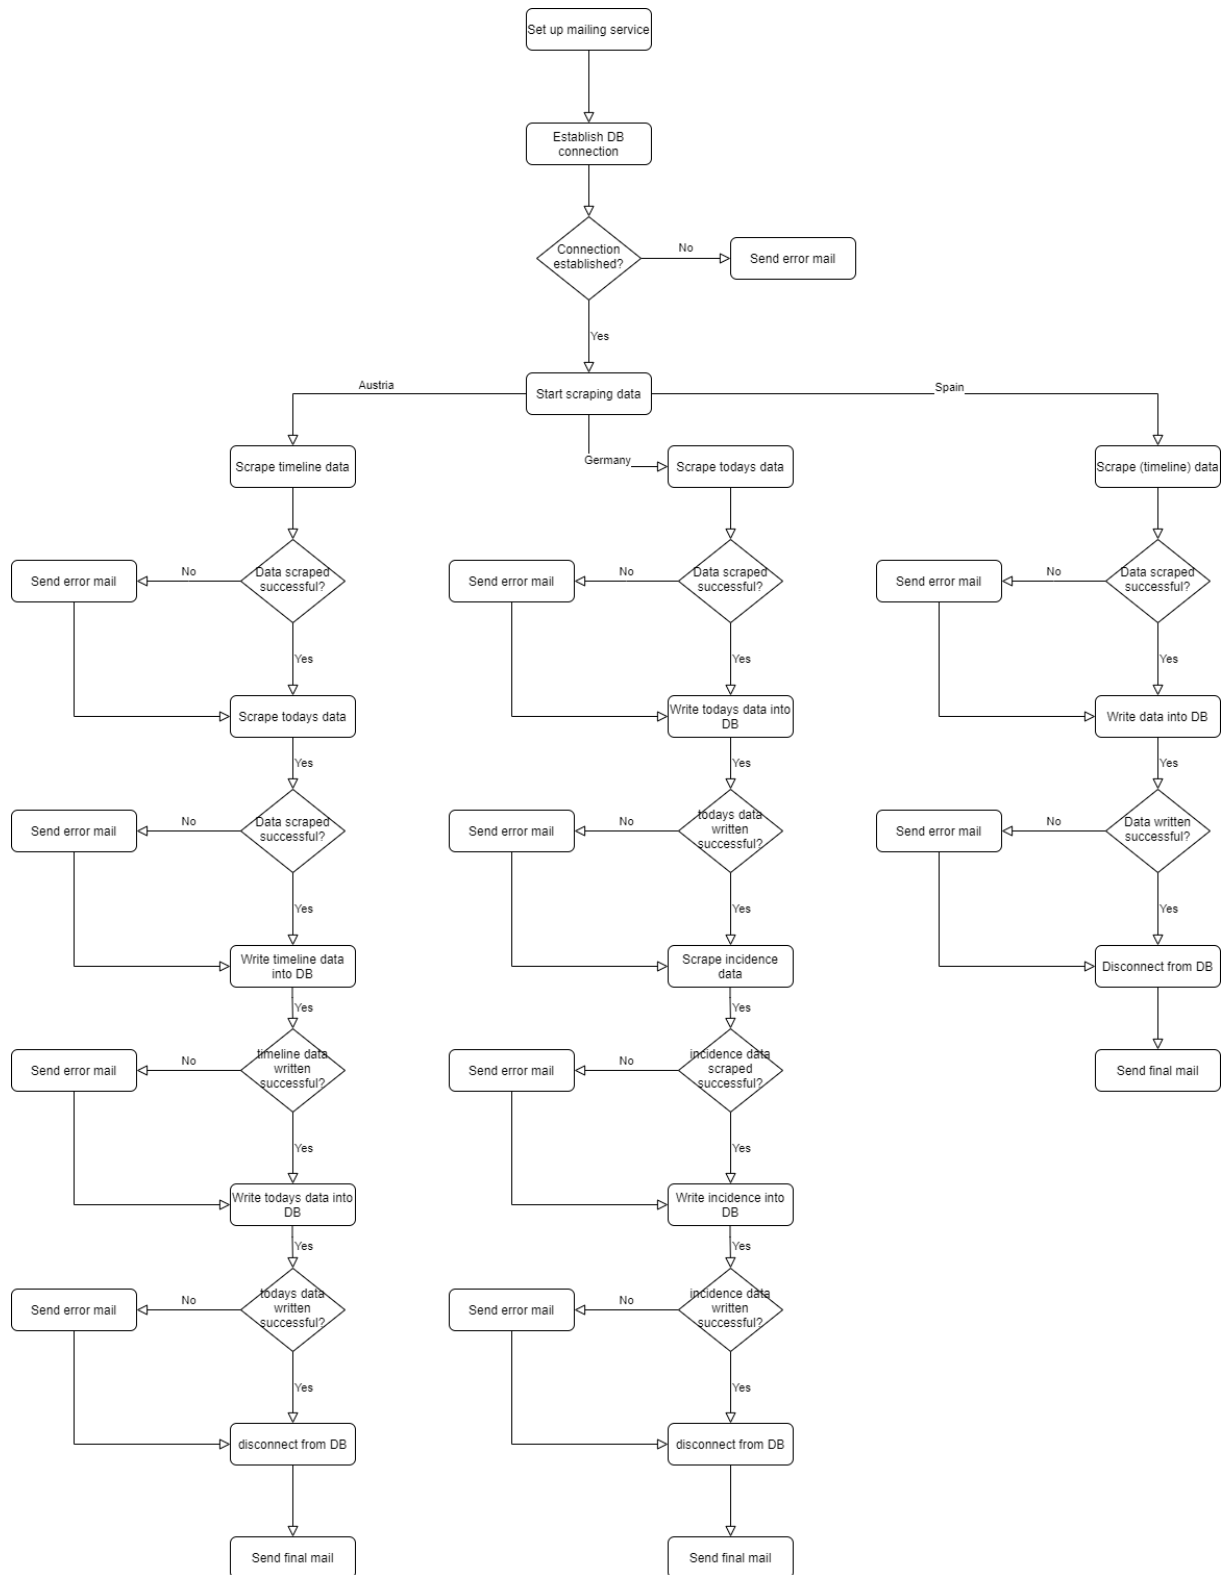 Set up mailing service
Establish DB
connection
Connection
established?
No
Send error mail
Yes
Austria
Start scraping data
Spain
Germany
Scrape timeline data
Scrape todays data
Scrape (timeline) data
Send error mail
No
Data scraped
successful?
Send error mail
No
Data scraped
successful?
Send error mail
No
Data scraped
successful?
Yes
Yes
Yes
Scrape todays data
Write todays data into
DB
Write data into DB
Yes
Yes
Yes
Send error mail
No
Data scraped
successful?
Send error mail
No
todays data
written
successful?
Send error mail
No
Data written
successful?
Yes
Yes
Yes
Write timeline data
into DB
Scrape incidence
data
Disconnect from DB
Yes
Yes
Send error mail
No
timeline data
written
successful?
Send error mail
No
incidence data
scraped
successful?
Send final mail
Yes
Yes
Write todays data into
DB
Write incidence into
DB
Yes
Yes
Send error mail
No
todays data
written
successful?
Send error mail
No
incidence data
written
successful?
Yes
Yes
disconnect from DB
disconnect from DB
Send final mail
Send final mail